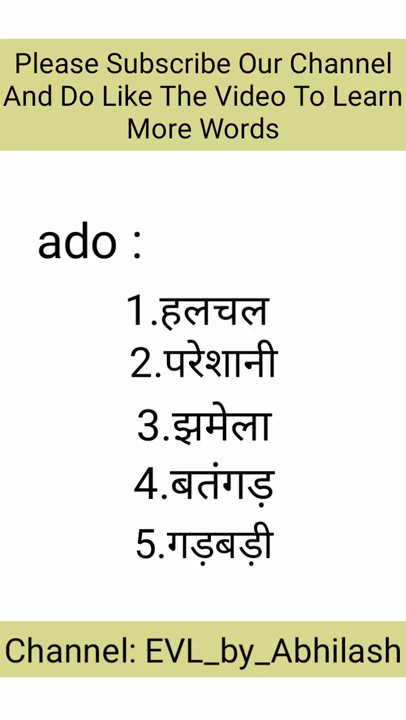 Please Subscribe Our Channel
And Do Like The Video To Learn
More Words
ado :
1.हलचल
2.परेशानी
3.झमेला
4.बतंगड़
5.गड़बड़ी
Channel: EVL_by_Abhilash